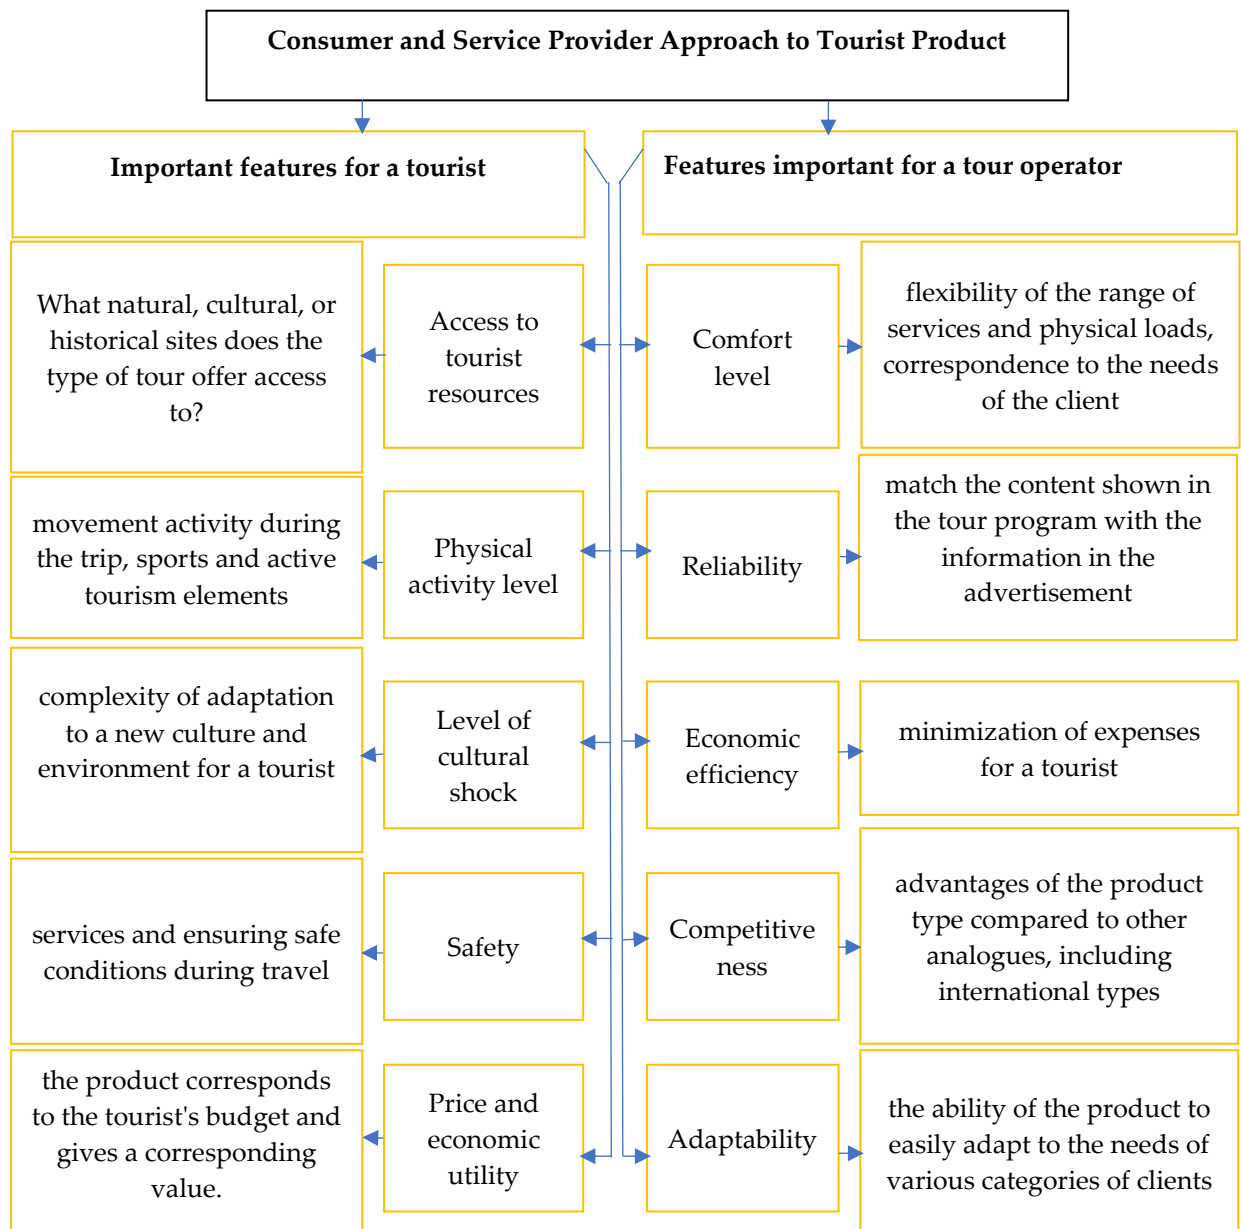 Consumer and Service Provider Approach to Tourist Product
Important features for a tourist
Features important for a tour operator
What natural, cultural, or
historical sites does the
type of tour offer access
to?
Access to
tourist
resources
Comfort
level
flexibility of the range of
services and physical loads,
correspondence to the needs
of the client
movement activity during
the trip, sports and active
tourism elements
Physical
activity level
Reliability
match the content shown in
the tour program with the
information in the
advertisement
complexity of adaptation
to a new culture and
environment for a tourist
Level of
cultural
shock
Economic
efficiency
minimization of expenses
for a tourist
services and ensuring safe
conditions during travel
Safety
Competitive
ness
advantages of the product
type compared to other
analogues, including
international types
the product corresponds
to the tourist's budget and
gives a corresponding
value.
Price and
economic
utility
Adaptability
the ability of the product to
easily adapt to the needs of
various categories of clients